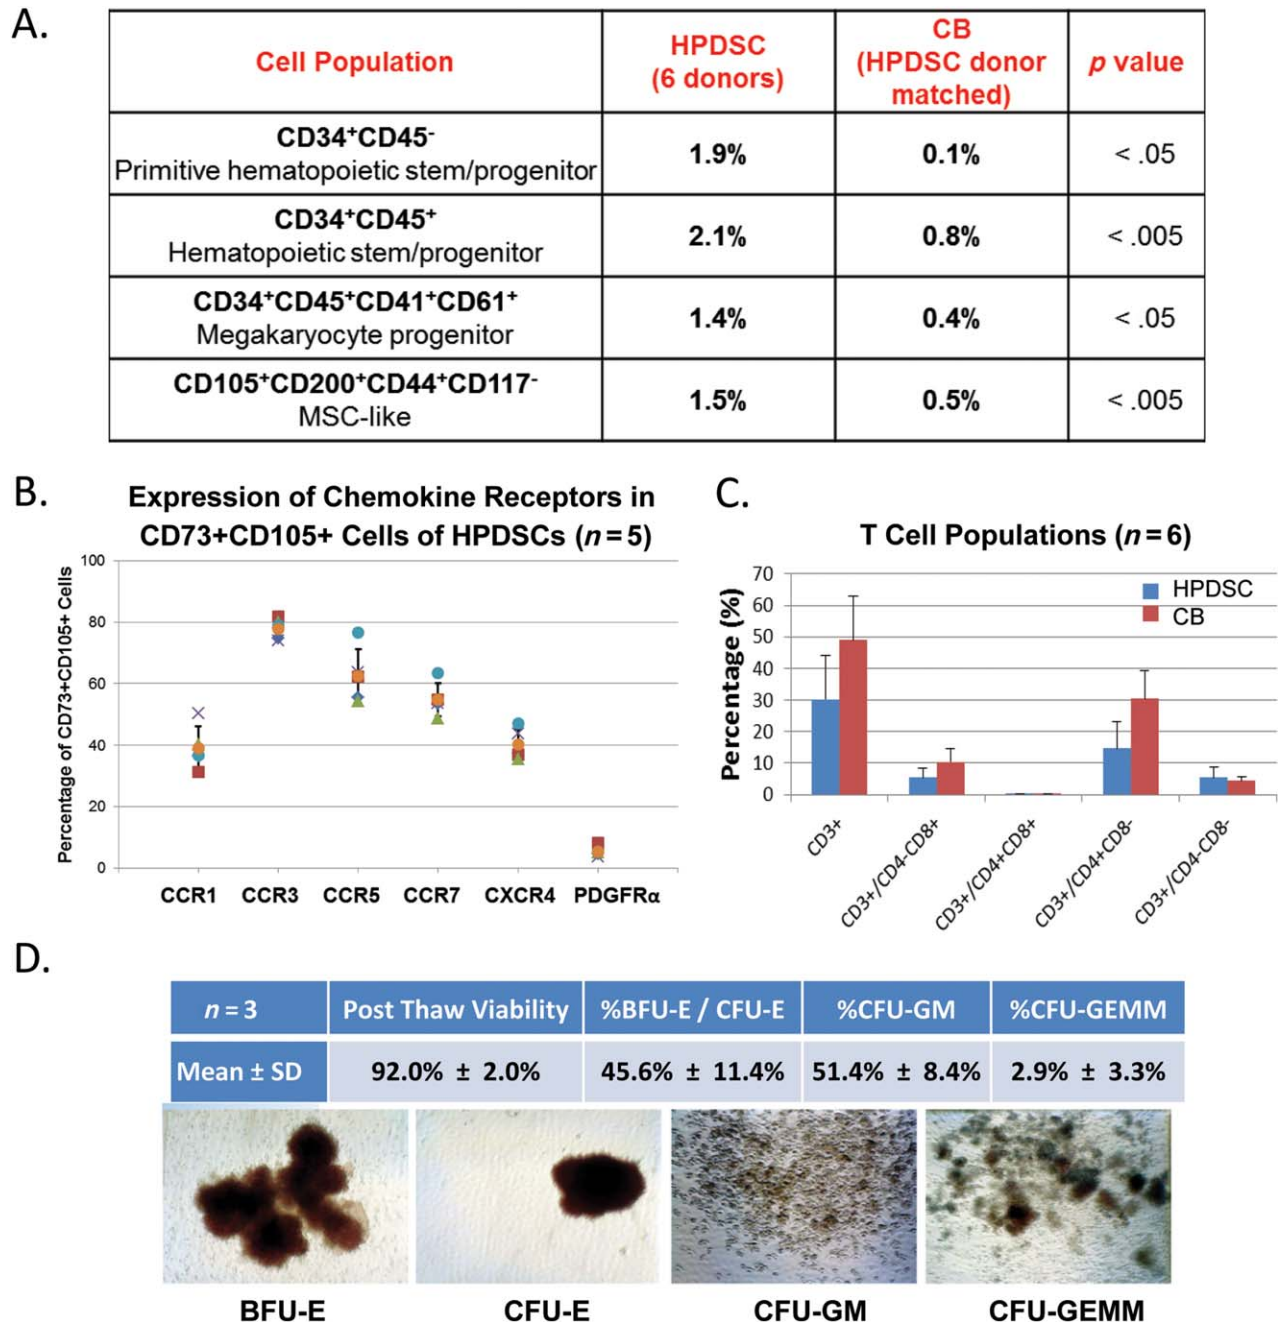 A.
Cell Population
HPDSC
(6 donors)
CB
(HPDSC donor
matched)
p value
CD34+CD45-
Primitive hematopoietic stem/progenitor
1.9%
0.1%
< .05
CD34+CD45+
Hematopoietic stem/progenitor
2.1%
0.8%
< .005
CD34+CD45+CD41+CD61+
Megakaryocyte progenitor
1.4%
0.4%
< .05
CD105+CD200+CD44+CD117-
MSC-like
1.5%
0.5%
< .005
B.
Expression of Chemokine Receptors in
CD73+CD105+ Cells of HPDSCs (n = 5)
Percentage of CD73+CD105+ Cells
100
80
60
40
20
0
CCR1 CCR3 CCR5 CCR7 CXCR4 PDGFRα
C.
T Cell Populations (n = 6)
Percentage (%)
70
60
50
40
30
20
10
0
HPDSC
CB
CD3+
CD3+/CD4-CD8+
CD3+/CD4+CD8+
CD3+/CD4+CD8-
CD3+/CD4-CD8-
D.
n = 3 Post Thaw Viability %BFU-E / CFU-E %CFU-GM %CFU-GEMM
Mean ± SD 92.0% ± 2.0% 45.6% ± 11.4% 51.4% ± 8.4% 2.9% ± 3.3%
BFU-E CFU-E CFU-GM CFU-GEMM